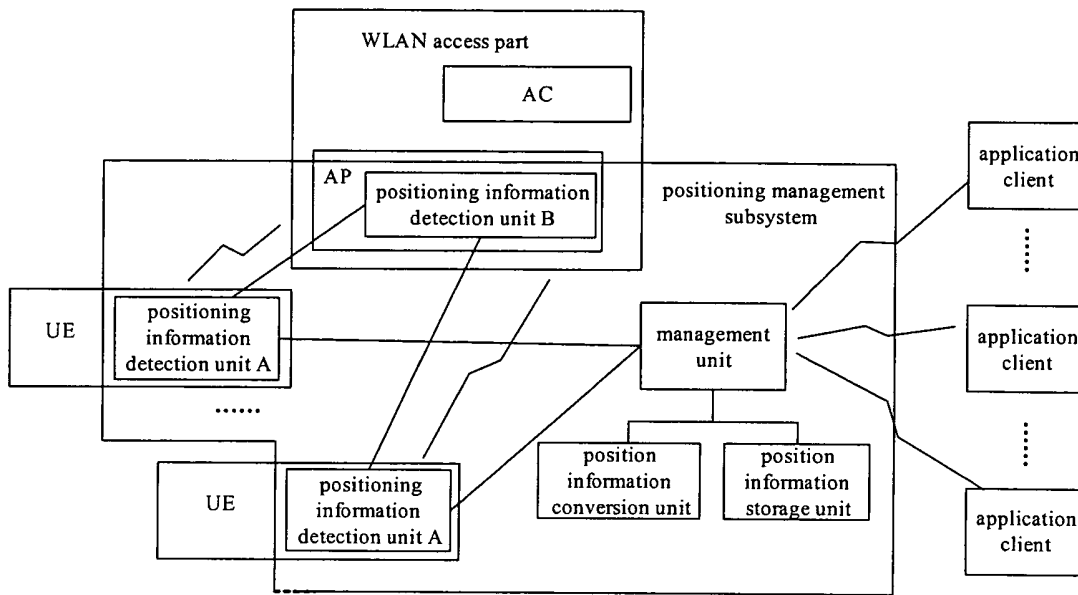 WLAN access part
AC
AP
positioning information
detection unit B
positioning management
subsystem
application
client
UE
positioning
information
detection unit A
management
unit
application
client
UE
positioning
information
detection unit A
position
information
conversion unit
position
information
storage unit
application
client